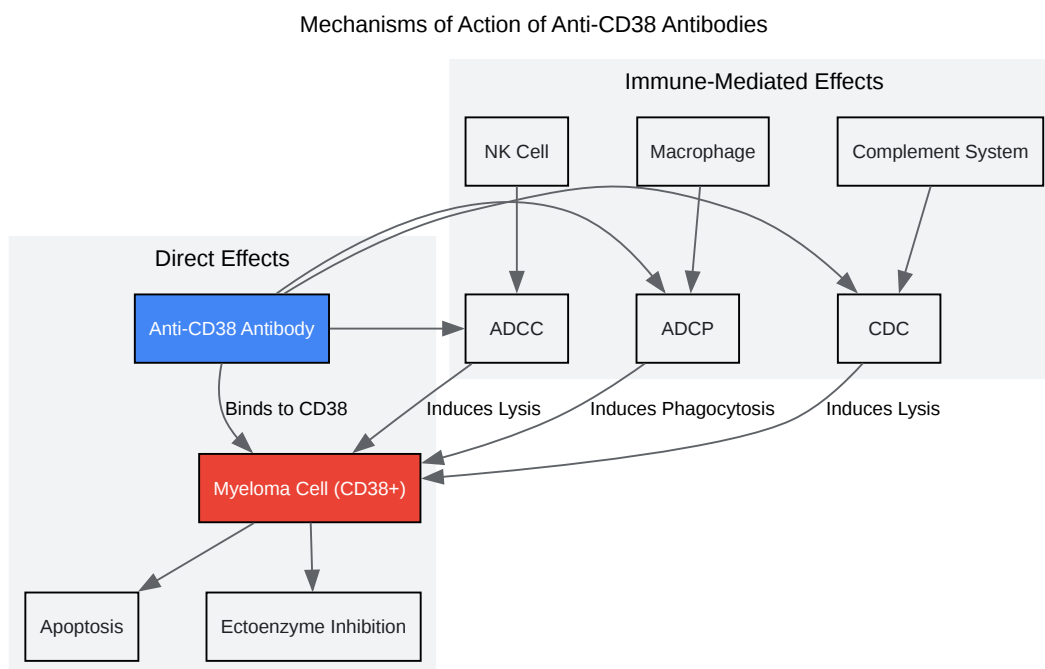 Mechanisms of Action of Anti-CD38 Antibodies
Immune-Mediated Effects
NK Cell
Macrophage
Complement System
Direct Effects
Anti-CD38 Antibody
ADCC
ADCP
CDC
Binds to CD38
Induces Lysis
Induces Phagocytosis
Induces Lysis
Myeloma Cell (CD38+)
Apoptosis
Ectoenzyme Inhibition